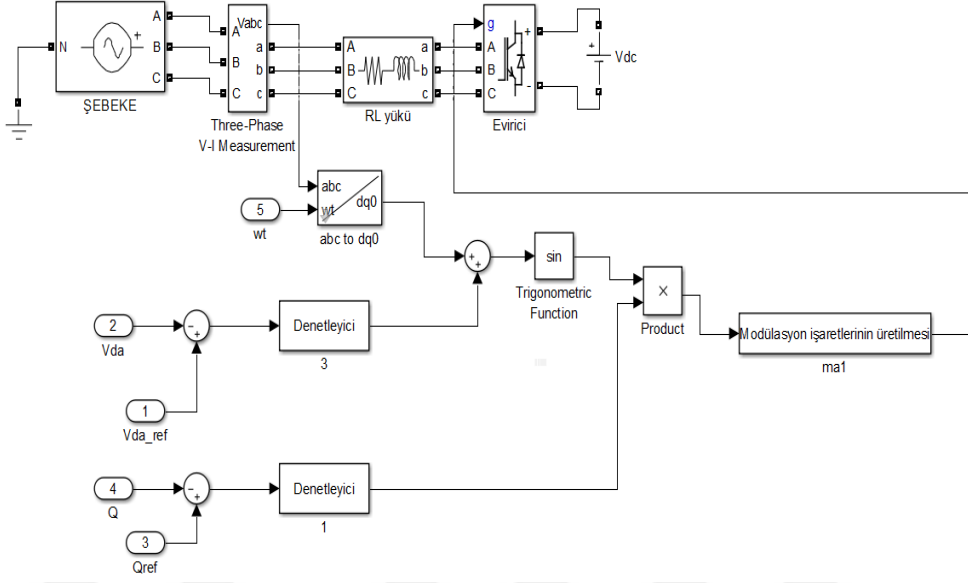 A
Vabc
N
+
B
C
ŞEBEKE
A
a
B
b
C
c
Three-Phase
V-I Measurement
A
a
B
b
C
c
RL yükü
g
A
+
B
C
-
Evirici
+
Vdc
abc
wt
dq0
abc to dq0
5
wt
+
+
sin
Trigonometric
Function
×
Product
Modülasyon işaretlerinin üretilmesi
ma1
2
Vda
-
+
Denetleyici
3
1
Vda_ref
4
Q
-
+
Denetleyici
1
3
Qref